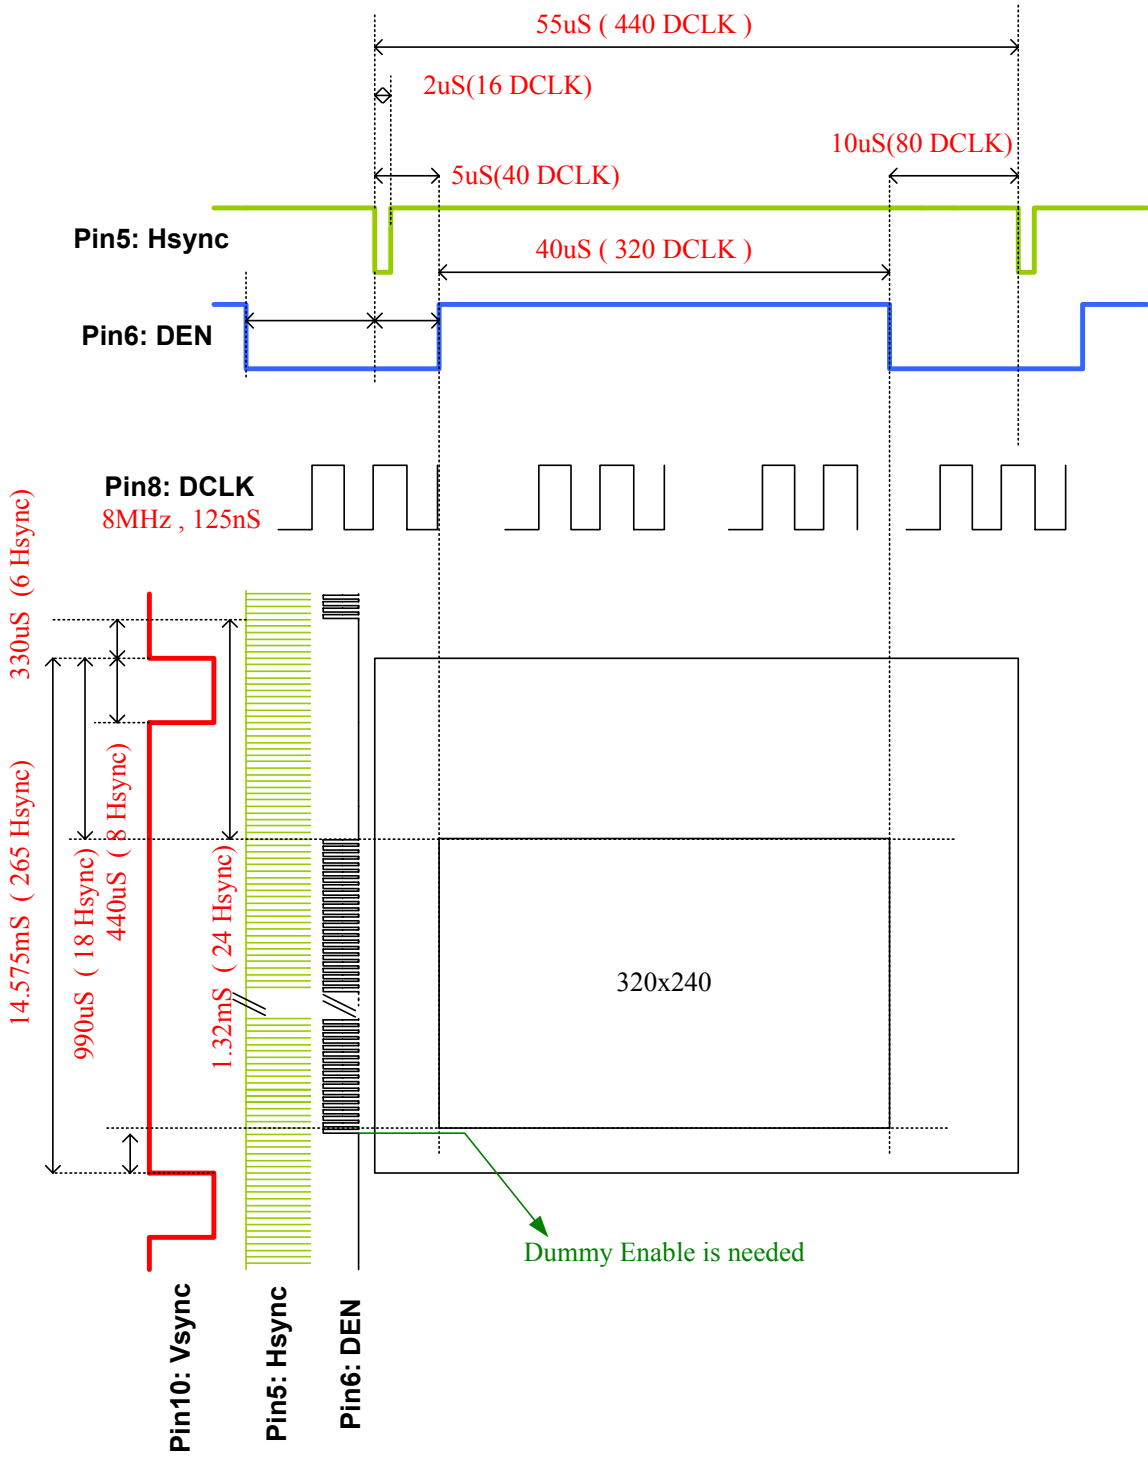 55uS ( 440 DCLK )
2uS(16 DCLK)
10uS(80 DCLK)
5uS(40 DCLK)
Pin5: Hsync
40uS ( 320 DCLK )
Pin6: DEN
Pin8: DCLK
8MHz , 125nS
330uS (6 Hsync)
14.575mS ( 265 Hsync)
990uS ( 18 Hsync)
440uS ( 8 Hsync)
1.32mS ( 24 Hsync)
320x240
Dummy Enable is needed
Pin10: Vsync
Pin5: Hsync
Pin6: DEN